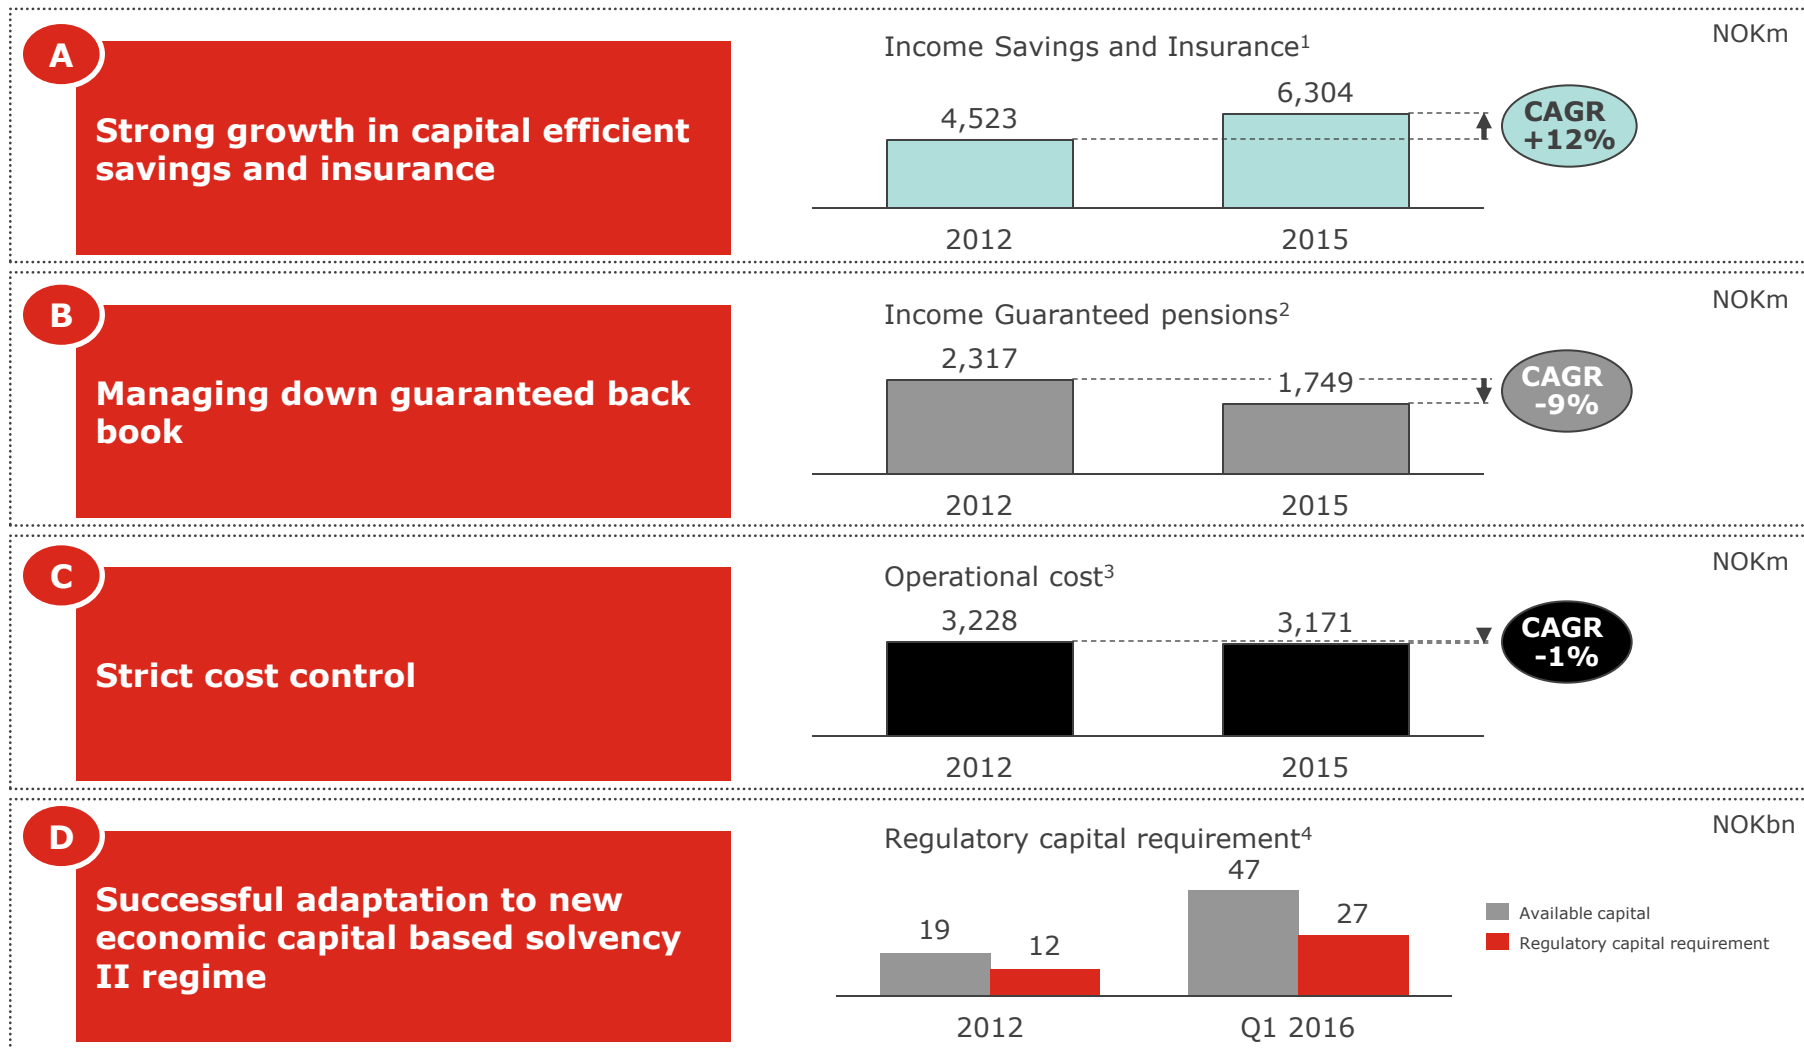 A
Strong growth in capital efficient
savings and insurance
Income Savings and Insurance¹
NOKm
4,523
6,304
CAGR
+12%
2012
2015
B
Managing down guaranteed back
book
Income Guaranteed pensions²
NOKm
2,317
1,749
CAGR
-9%
2012
2015
C
Strict cost control
Operational cost³
NOKm
3,228
3,171
CAGR
-1%
2012
2015
D
Successful adaptation to new
economic capital based solvency
II regime
Regulatory capital requirement⁴
NOKbn
19
12
47
27
Available capital
Regulatory capital requirement
2012
Q1 2016